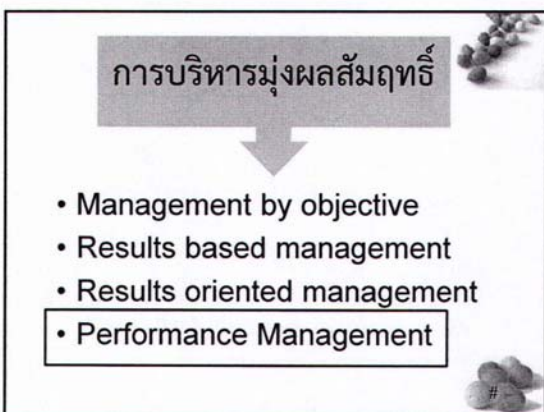 การบริหารมุ่งผลสัมฤทธิ์
• Management by objective
• Results based management
• Results oriented management
• Performance Management
#